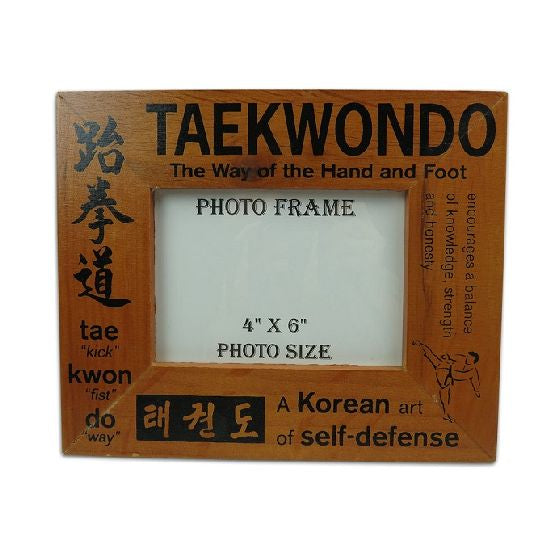 TAEKWONDO
The Way of the Hand and Foot
跆
拳
道
tae
"kick"
kwon
"fist"
do
"way"
PHOTO FRAME
4" X 6"
PHOTO SIZE
encourages a balance
of knowledge, strength
and honesty
태권도
A Korean art
of self-defense